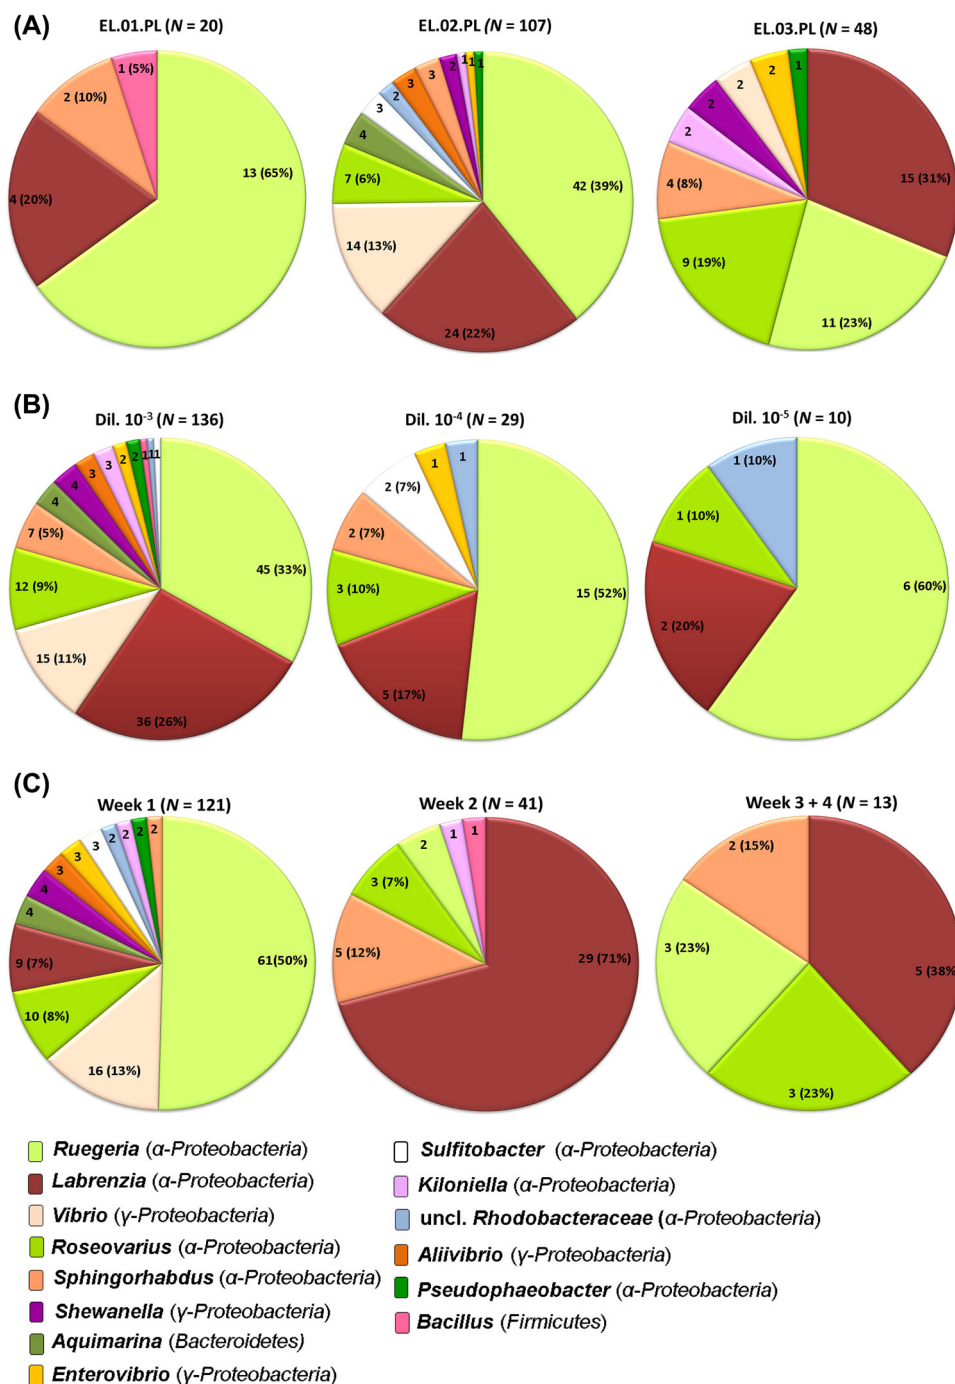 (A)
EL.01.PL (N = 20)
EL.02.PL (N = 107)
EL.03.PL (N = 48)
1 (5%)
2 (10%)
4 (20%)
13 (65%)
1
1
1
2
3
3
2
3
4
7 (6%)
14 (13%)
24 (22%)
42 (39%)
1
2
2
2
2
4 (8%)
9 (19%)
11 (23%)
15 (31%)
(B)
Dil. 10-3 (N = 136)
Dil. 10-4 (N = 29)
Dil. 10-5 (N = 10)
1
1
1
2
2
3
3
4
4
7 (5%)
12 (9%)
15 (11%)
36 (26%)
45 (33%)
1
1
2 (7%)
2 (7%)
3 (10%)
5 (17%)
15 (52%)
1 (10%)
1 (10%)
2 (20%)
6 (60%)
(C)
Week 1 (N = 121)
Week 2 (N = 41)
Week 3 + 4 (N = 13)
2
2
2
2
3
3
3
4
4
9 (7%)
10 (8%)
16 (13%)
61(50%)
1
1
2
3 (7%)
5 (12%)
29 (71%)
2 (15%)
3 (23%)
3 (23%)
5 (38%
Ruegeria (α-Proteobacteria)
Labrenzia (α-Proteobacteria)
Vibrio (γ-Proteobacteria)
Roseovarius (α-Proteobacteria)
Sphingorhabdus (α-Proteobacteria)
Shewanella (γ-Proteobacteria)
Aquimarina (Bacteroidetes)
Enterovibrio (γ-Proteobacteria)
Sulfitobacter (α-Proteobacteria)
Kiloniella (α-Proteobacteria)
uncl. Rhodobacteraceae (α-Proteobacteria)
Aliivibrio (γ-Proteobacteria)
Pseudophaeobacter (α-Proteobacteria)
Bacillus (Firmicutes)